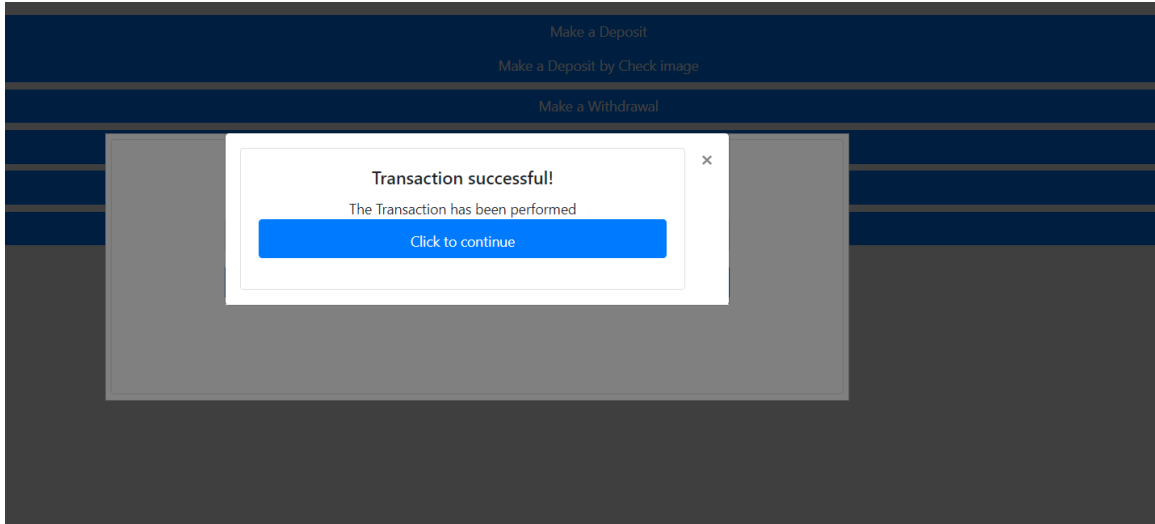 Make a Deposit
Make a Deposit by Check image
Make a Withdrawal
×
Transaction successful!
The Transaction has been performed
Click to continue